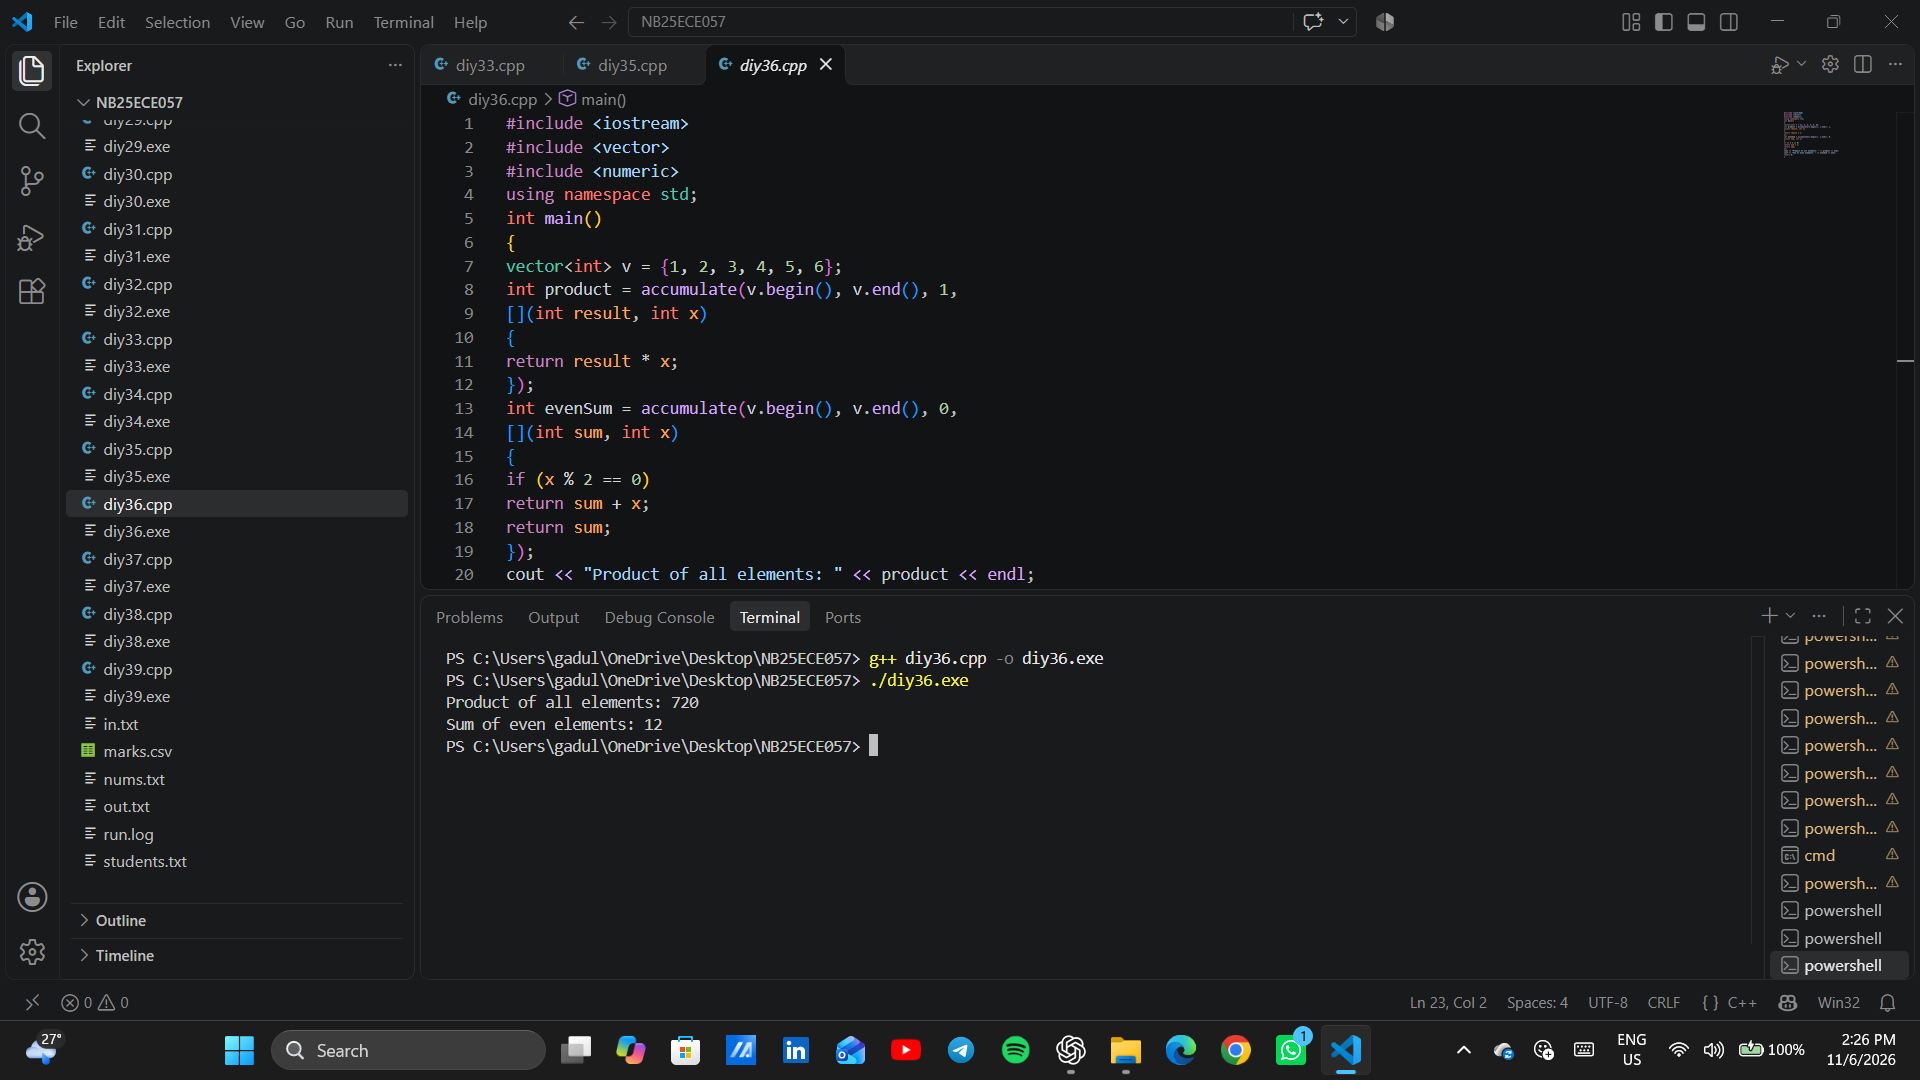 File Edit Selection View Go Run Terminal Help
NB25ECE057
Explorer
NB25ECE057
diy29.cpp
diy29.exe
diy30.cpp
diy30.exe
diy31.cpp
diy31.exe
diy32.cpp
diy32.exe
diy33.cpp
diy33.exe
diy34.cpp
diy34.exe
diy35.cpp
diy35.exe
diy36.cpp
diy36.exe
diy37.cpp
diy37.exe
diy38.cpp
diy38.exe
diy39.cpp
diy39.exe
in.txt
marks.csv
nums.txt
out.txt
run.log
students.txt
Outline
Timeline
diy33.cpp diy35.cpp diy36.cpp
diy36.cpp main()
1 #include <iostream>
2 #include <vector>
3 #include <numeric>
4 using namespace std;
5 int main()
6 {
7 vector<int> v = {1, 2, 3, 4, 5, 6};
8 int product = accumulate(v.begin(), v.end(), 1,
9 [](int result, int x)
10 {
11 return result * x;
12 });
13 int evenSum = accumulate(v.begin(), v.end(), 0,
14 [](int sum, int x)
15 {
16 if (x % 2 == 0)
17 return sum + x;
18 return sum;
19 });
20 cout << "Product of all elements: " << product << endl;
Problems Output Debug Console Terminal Ports
PS C:\Users\gadul\OneDrive\Desktop\NB25ECE057> g++ diy36.cpp -o diy36.exe
PS C:\Users\gadul\OneDrive\Desktop\NB25ECE057> ./diy36.exe
Product of all elements: 720
Sum of even elements: 12
PS C:\Users\gadul\OneDrive\Desktop\NB25ECE057>
powersh...
powersh...
powersh...
powersh...
powersh...
powersh...
powersh...
powersh...
cmd
powersh...
powershell
powershell
powershell
0 0
Ln 23, Col 2 Spaces: 4 UTF-8 CRLF { } C++ Win32
27°
Search
1
ENG
US
100%
2:26 PM
11/6/2026